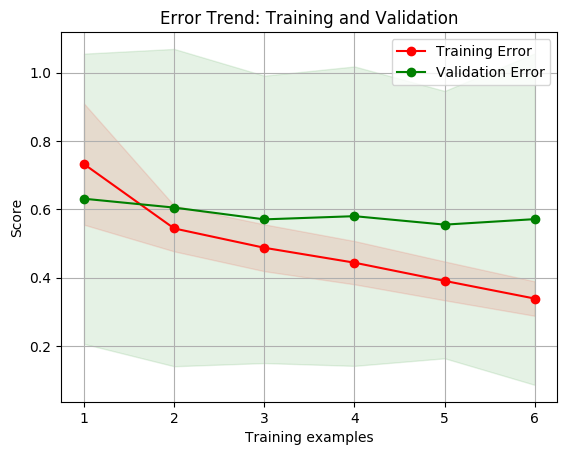 Error Trend: Training and Validation
Training Error
Validation Error
1.0
0.8
0.6
0.4
0.2
Score
1 2 3 4 5 6
Training examples